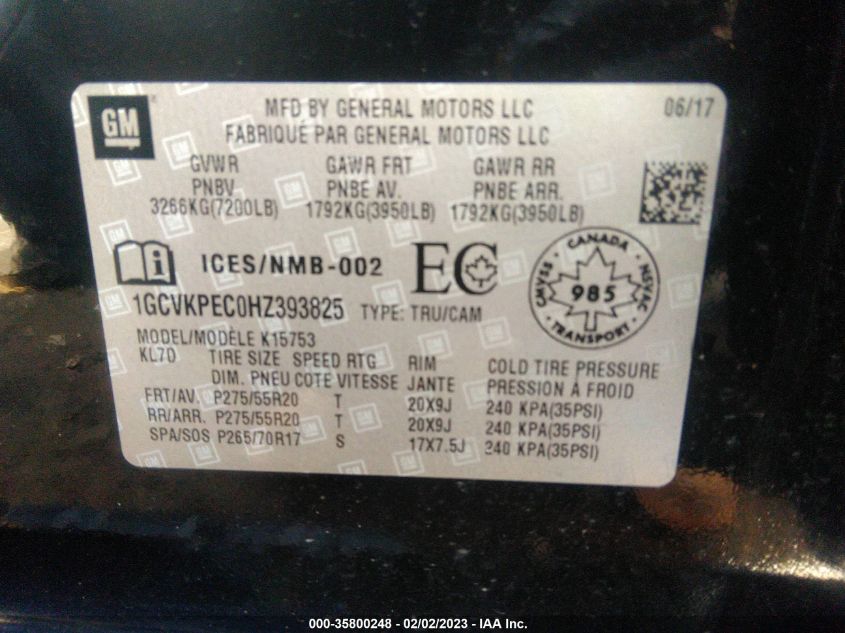 GM
MFD BY GENERAL MOTORS LLC
06/17
FABRIQUÉ PAR GENERAL MOTORS LLC
GVWR GAWR FRT GAWR RR
PNBV PNBE AV. PNBE ARR.
3266KG(7200LB) 1792KG(3950LB) 1792KG(3950LB)
ICES/NMB-002 EC
CANADA
CMVSS 985 NSVAC
TRANSPORT
1GCVKPEC0HZ393825 TYPE: TRU/CAM
MODEL/MODÈLE K15753
KL7D TIRE SIZE SPEED RTG RIM COLD TIRE PRESSURE
DIM. PNEU COTE VITESSE JANTE PRESSION À FROID
FRT/AV. P275/55R20 T 20X9J 240 KPA(35PSI)
RR/ARR. P275/55R20 T 20X9J 240 KPA(35PSI)
SPA/SOS P265/70R17 S 17X7.5J 240 KPA(35PSI)
000-35800248 - 02/02/2023 - IAA Inc.